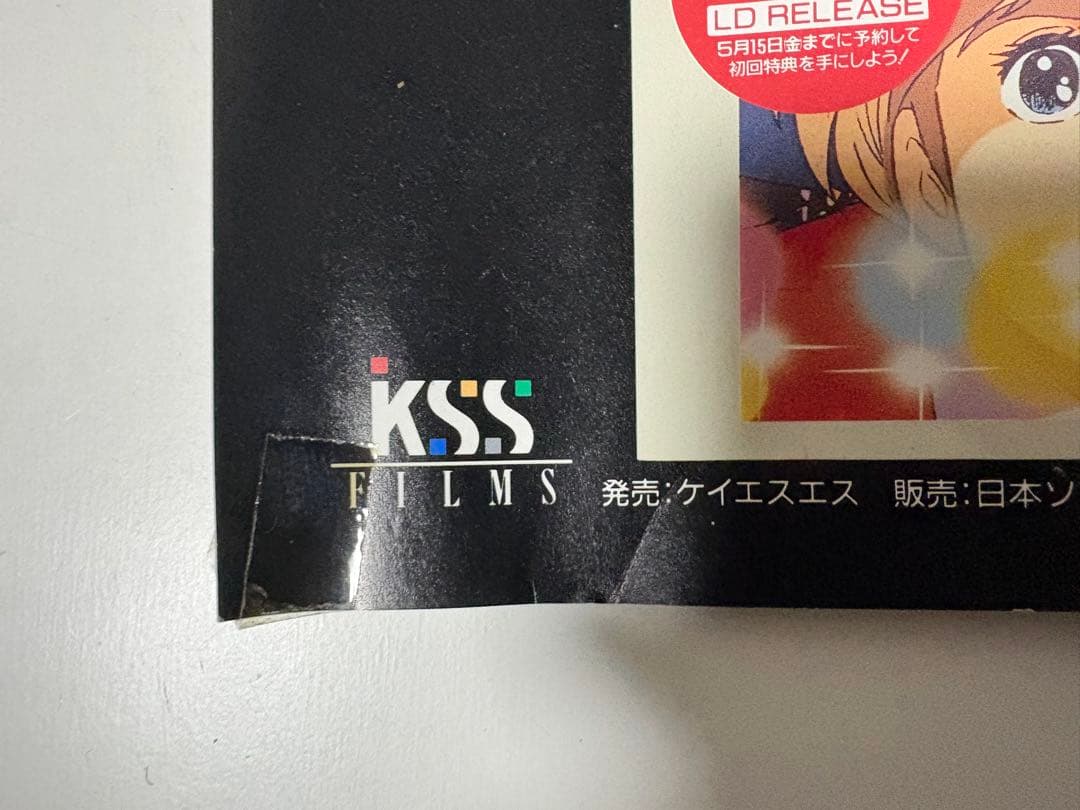 LD RELEASE
5月15日金までに予約して
初回特典を手にしよう!
KSS
FILMS
発売:ケイエスエス 販売:日本ソ